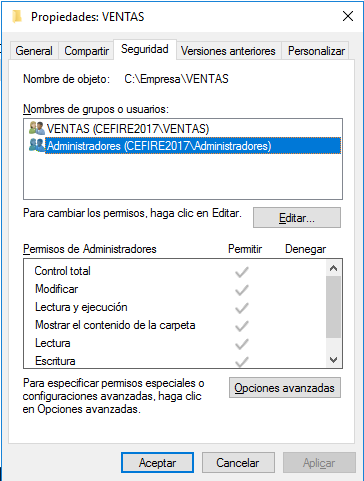 Propiedades: VENTAS
General Compartir Seguridad Versiones anteriores Personalizar
Nombre de objeto: C:\Empresa\VENTAS
Nombres de grupos o usuarios:
VENTAS (CEFIRE2017\VENTAS)
Administradores (CEFIRE2017\Administradores)
Para cambiar los permisos, haga clic en Editar.
Editar...
Permisos de Administradores Permitir Denegar
Control total
Modificar
Lectura y ejecución
Mostrar el contenido de la carpeta
Lectura
Escritura
Para especificar permisos especiales o
configuraciones avanzadas, haga clic
en Opciones avanzadas.
Opciones avanzadas
Aceptar Cancelar Aplicar